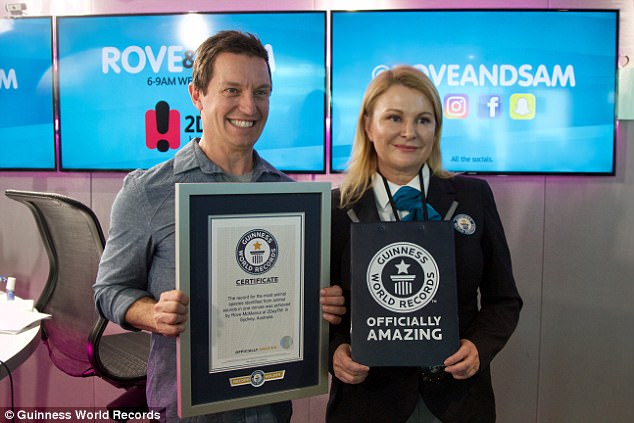 ROVE&SAM
6-9AM WE
2D
@ROVEANDSAM
All the socials.
GUINNESS
WORLD RECORDS
CERTIFICATE
The record for the most animal
species identified from animal
sounds in one minute was achieved
by Rove McManus at 2DayFM in
Sydney, Australia
OFFICIALLY AMAZING
GUINNESS
WORLD RECORDS
OFFICIALLY
AMAZING
© Guinness World Records